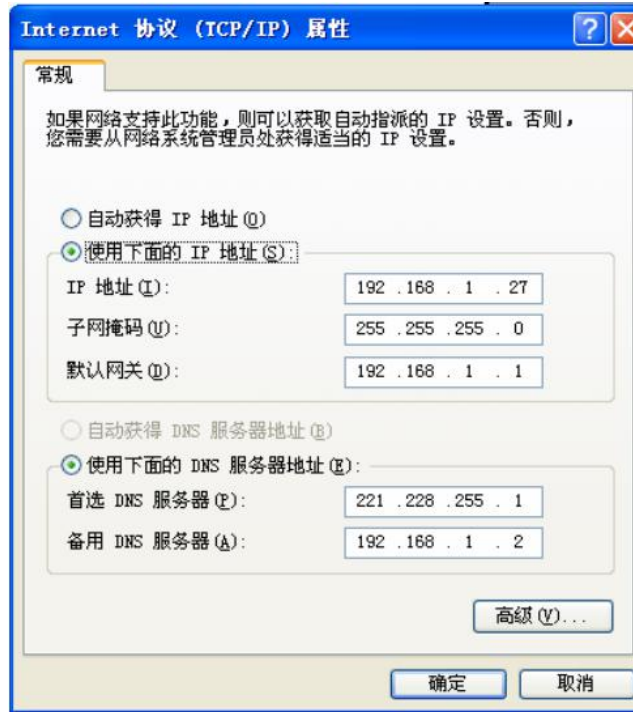 Internet 协议 (TCP/IP) 属性
常规
如果网络支持此功能,则可以获取自动指派的 IP 设置。否则,
您需要从网络系统管理员处获得适当的 IP 设置。
自动获得 IP 地址(O)
使用下面的 IP 地址(S):
IP 地址(I): 192 .168 . 1 . 27
子网掩码(U): 255 .255 .255 . 0
默认网关(D): 192 .168 . 1 . 1
自动获得 DNS 服务器地址(B)
使用下面的 DNS 服务器地址(E):
首选 DNS 服务器(P): 221 .228 .255 . 1
备用 DNS 服务器(A): 192 .168 . 1 . 2
高级(V)...
确定 取消